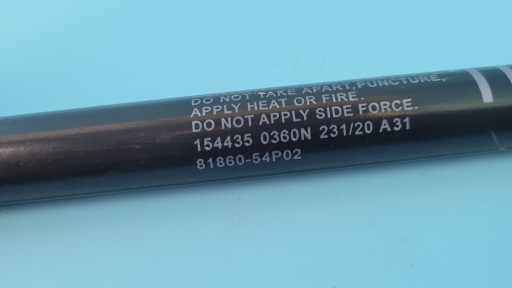 DO NOT TAKE APART,PUNCTURE,
APPLY HEAT OR FIRE.
DO NOT APPLY SIDE FORCE.
154435 0360N 231/20 A31
81860-54P02